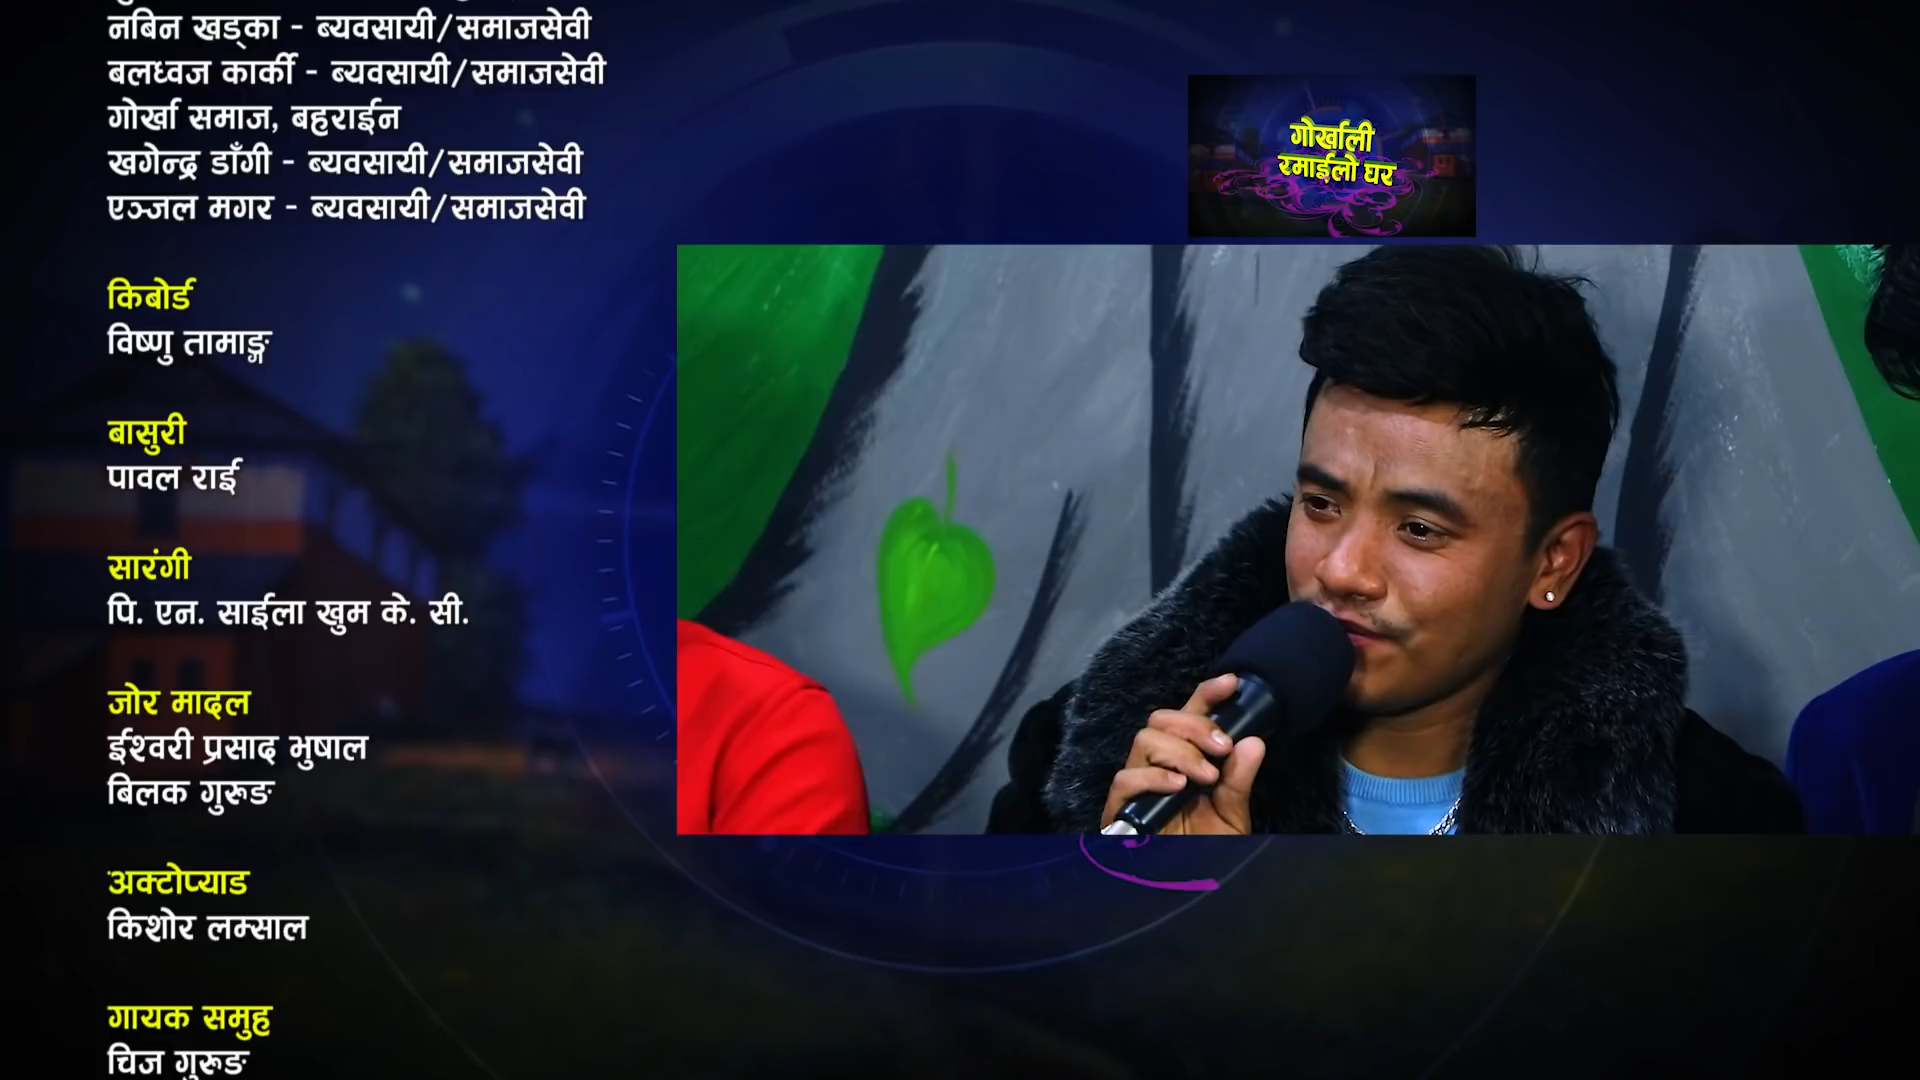 नबिन खड्का - ब्यवसायी/समाजसेवी
बलध्वज कार्की - ब्यवसायी/समाजसेवी
गोर्खा समाज, बहराईन
खगेन्द्र डाँगी - ब्यवसायी/समाजसेवी
एञ्जल मगर - ब्यवसायी/समाजसेवी
किबोर्ड
विष्णु तामाङ्ग
बासुरी
पावल राई
सारंगी
पि. एन. साईला खुम के. सी.
जोर मादल
ईश्वरी प्रसाद भुषाल
बिलक गुरूङ
अक्टोप्याड
किशोर लम्साल
गायक समुह
चिज गुरूङ
गोर्खाली
रमाईलो घर